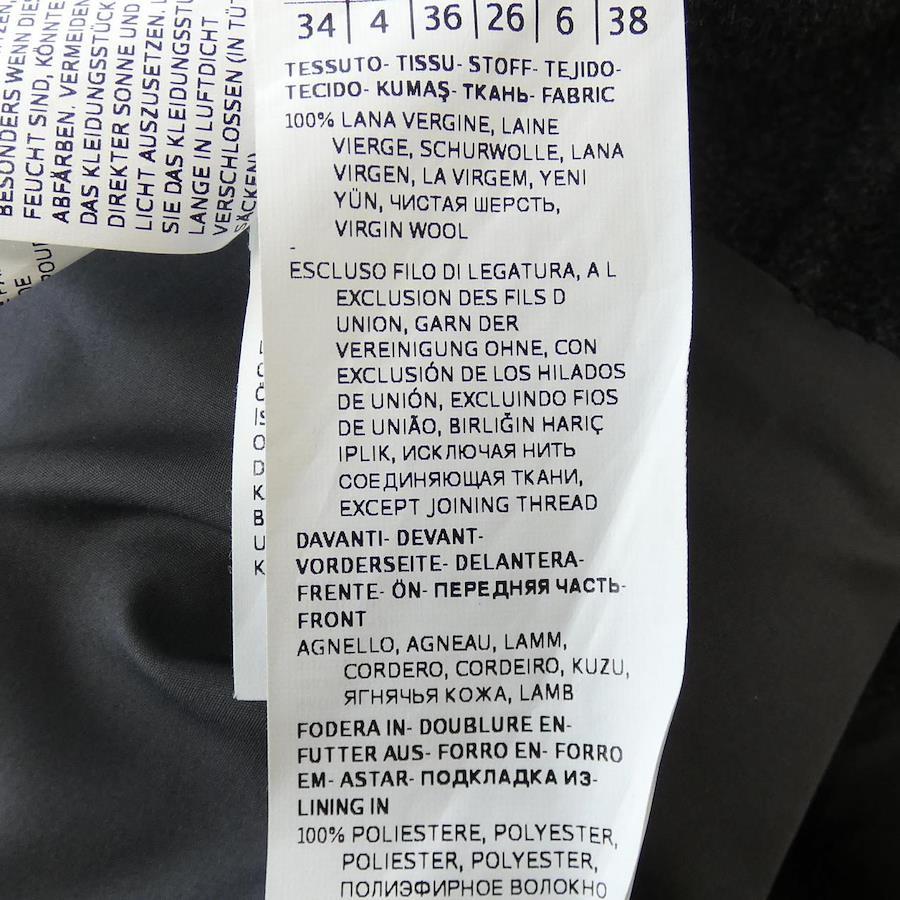 BESONDERS WENN DIES
FEUCHT SIND, KÖNNTE
ABFÄRBEN. VERMEIDEN
DAS KLEIDUNGSSTÜCK
DIREKTER SONNE UND
LICHT AUSZUSETZEN.
SIE DAS KLEIDUNGSST
LANGE IN LUFTDICHT
VERSCHLOSSEN (IN TÜ
SÄCKEN)
34 4 36 26 6 38
TESSUTO- TISSU- STOFF- TEJIDO-
TECIDO- KUMAŞ- ТКАНЬ- FABRIC
100% LANA VERGINE, LAINE
VIERGE, SCHURWOLLE, LANA
VIRGEN, LA VIRGEM, YENI
YÜN, ЧИСТАЯ ШЕРСТЬ,
VIRGIN WOOL
-
ESCLUSO FILO DI LEGATURA, A L
EXCLUSION DES FILS D
UNION, GARN DER
VEREINIGUNG OHNE, CON
EXCLUSIÓN DE LOS HILADOS
DE UNIÓN, EXCLUINDO FIOS
DE UNIÃO, BIRLIĞIN HARIÇ
IPLIK, ИСКЛЮЧАЯ НИТЬ
СОЕДИНЯЮЩАЯ ТКАНИ,
EXCEPT JOINING THREAD
DAVANTI- DEVANT-
VORDERSEITE- DELANTERA-
FRENTE- ÖN- ПЕРЕДНЯЯ ЧАСТЬ-
FRONT
AGNELLO, AGNEAU, LAMM,
CORDERO, CORDEIRO, KUZU,
ЯГНЯЧЬЯ КОЖА, LAMB
FODERA IN- DOUBLURE EN-
FUTTER AUS- FORRO EN- FORRO
EM- ASTAR- ПОДКЛАДКА ИЗ-
LINING IN
100% POLIESTERE, POLYESTER,
POLIESTER, POLYESTER,
ПОЛИЭФИРНОЕ ВОЛОКНО